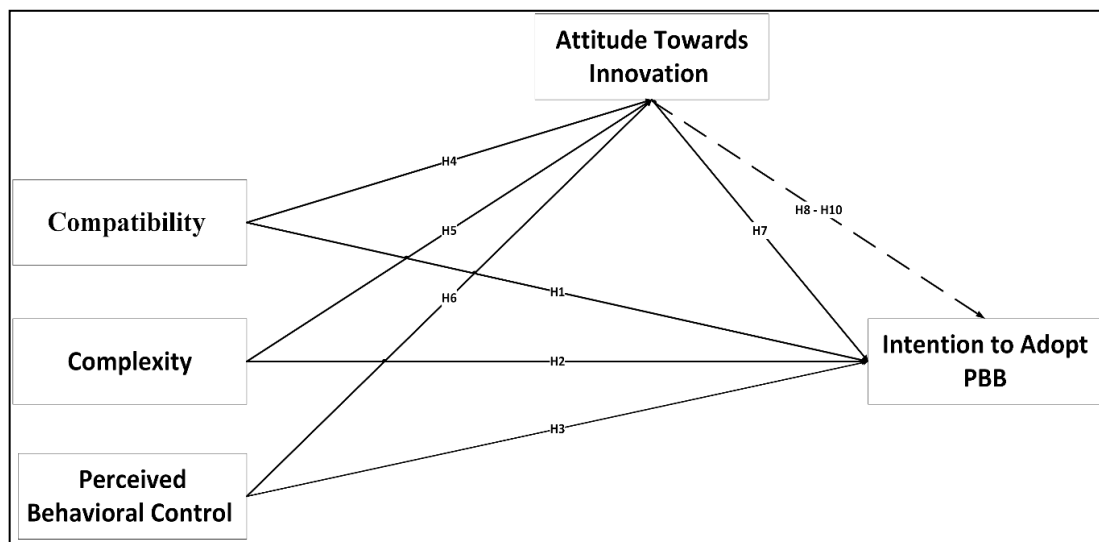 Attitude Towards
Innovation
H4
Compatibility
H5
H7
H8 - H10
H6
H1
Complexity
H2
Intention to Adopt
PBB
H3
Perceived
Behavioral Control